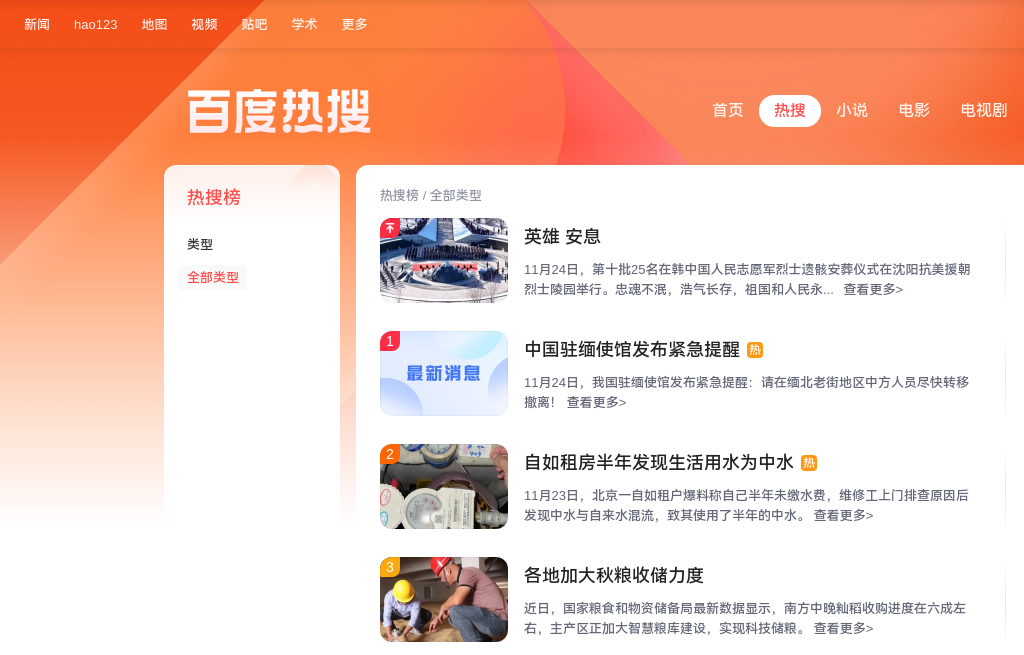 新闻 hao123 地图 视频 贴吧 学术 更多
百度热搜
首页 热搜 小说 电影 电视剧
热搜榜
类型
全部类型
热搜榜 / 全部类型
英雄 安息
11月24日，第十批25名在韩中国人民志愿军烈士遗骸安葬仪式在沈阳抗美援朝
烈士陵园举行。忠魂不泯，浩气长存，祖国和人民永... 查看更多>
1
最新消息
中国驻缅使馆发布紧急提醒 热
11月24日，我国驻缅使馆发布紧急提醒：请在缅北老街地区中方人员尽快转移
撤离！ 查看更多>
2
自如租房半年发现生活用水为中水 热
11月23日，北京一自如租户爆料称自己半年未缴水费，维修工上门排查原因后
发现中水与自来水混流，致其使用了半年的中水。 查看更多>
3
各地加大秋粮收储力度
近日，国家粮食和物资储备局最新数据显示，南方中晚籼稻收购进度在六成左
右，主产区正加大智慧粮库建设，实现科技储粮。 查看更多>